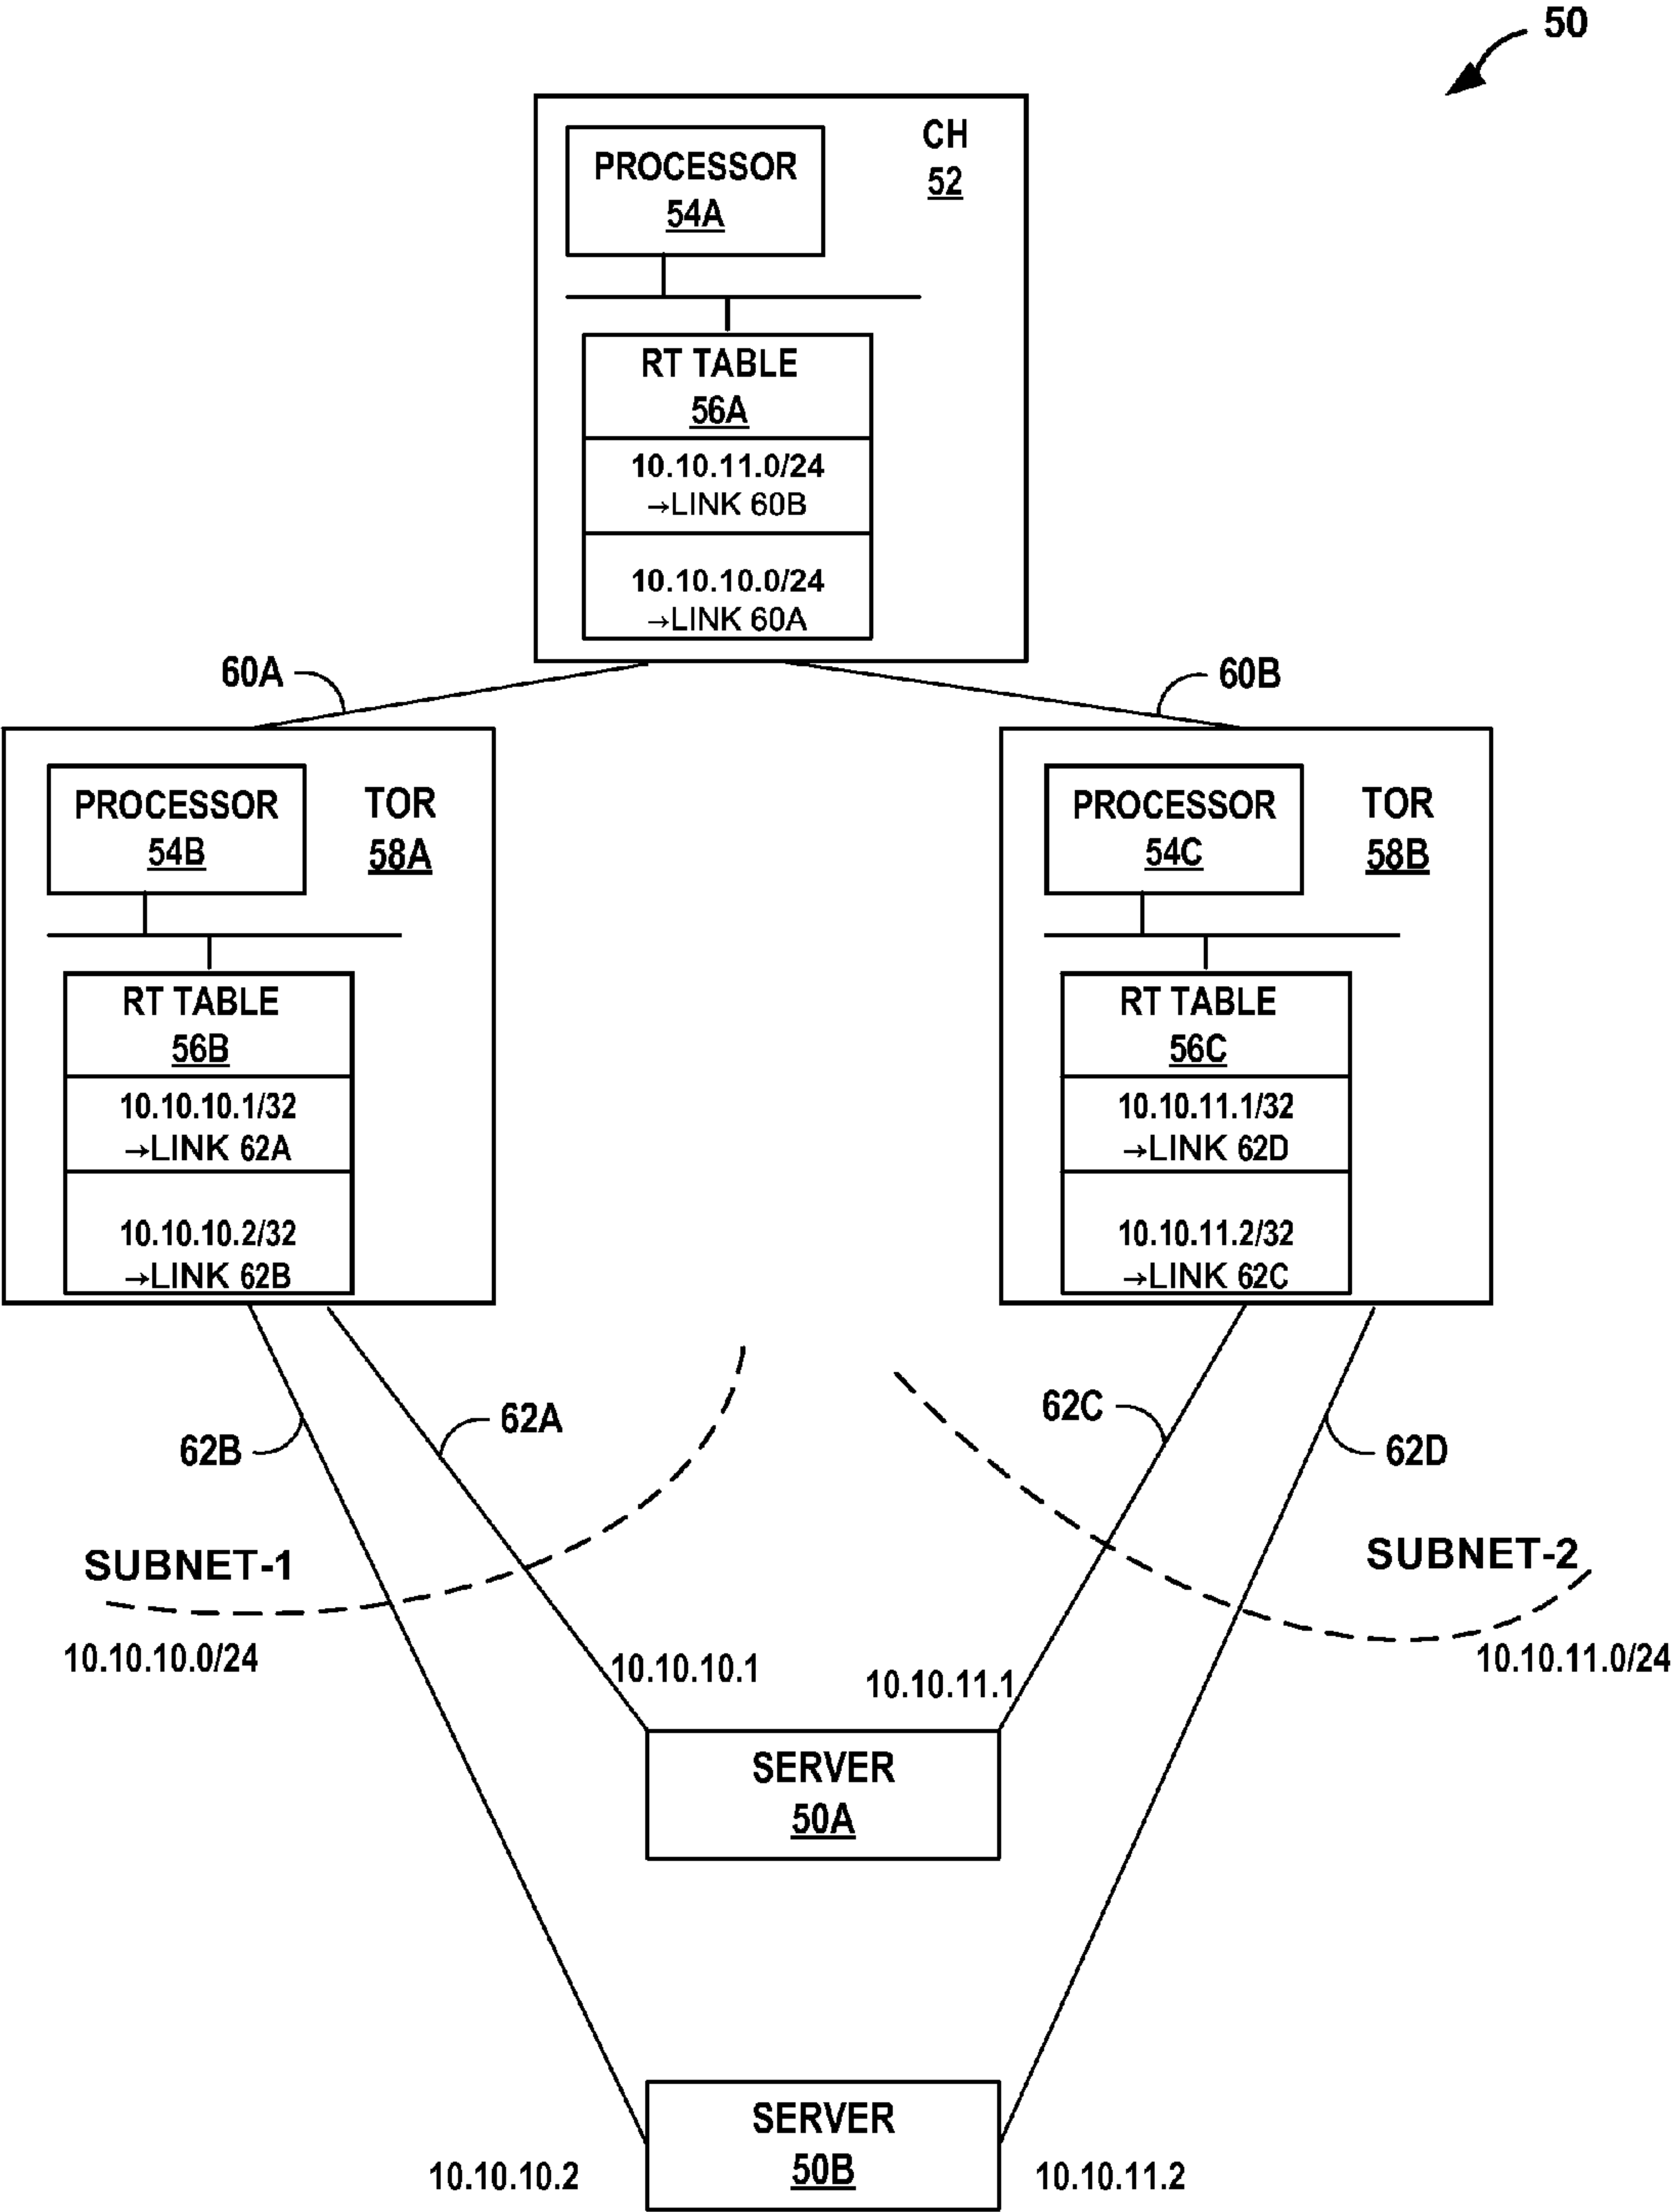 50
CH
52
PROCESSOR
54A
RT TABLE
56A
10.10.11.0/24
→LINK 60B
10.10.10.0/24
→LINK 60A
60A
60B
PROCESSOR
54B
TOR
58A
RT TABLE
56B
10.10.10.1/32
→LINK 62A
10.10.10.2/32
→LINK 62B
PROCESSOR
54C
TOR
58B
RT TABLE
56C
10.10.11.1/32
→LINK 62D
10.10.11.2/32
→LINK 62C
62B
62A
62C
62D
SUBNET-1
10.10.10.0/24
SUBNET-2
10.10.11.0/24
10.10.10.1
10.10.11.1
SERVER
50A
SERVER
50B
10.10.10.2
10.10.11.2